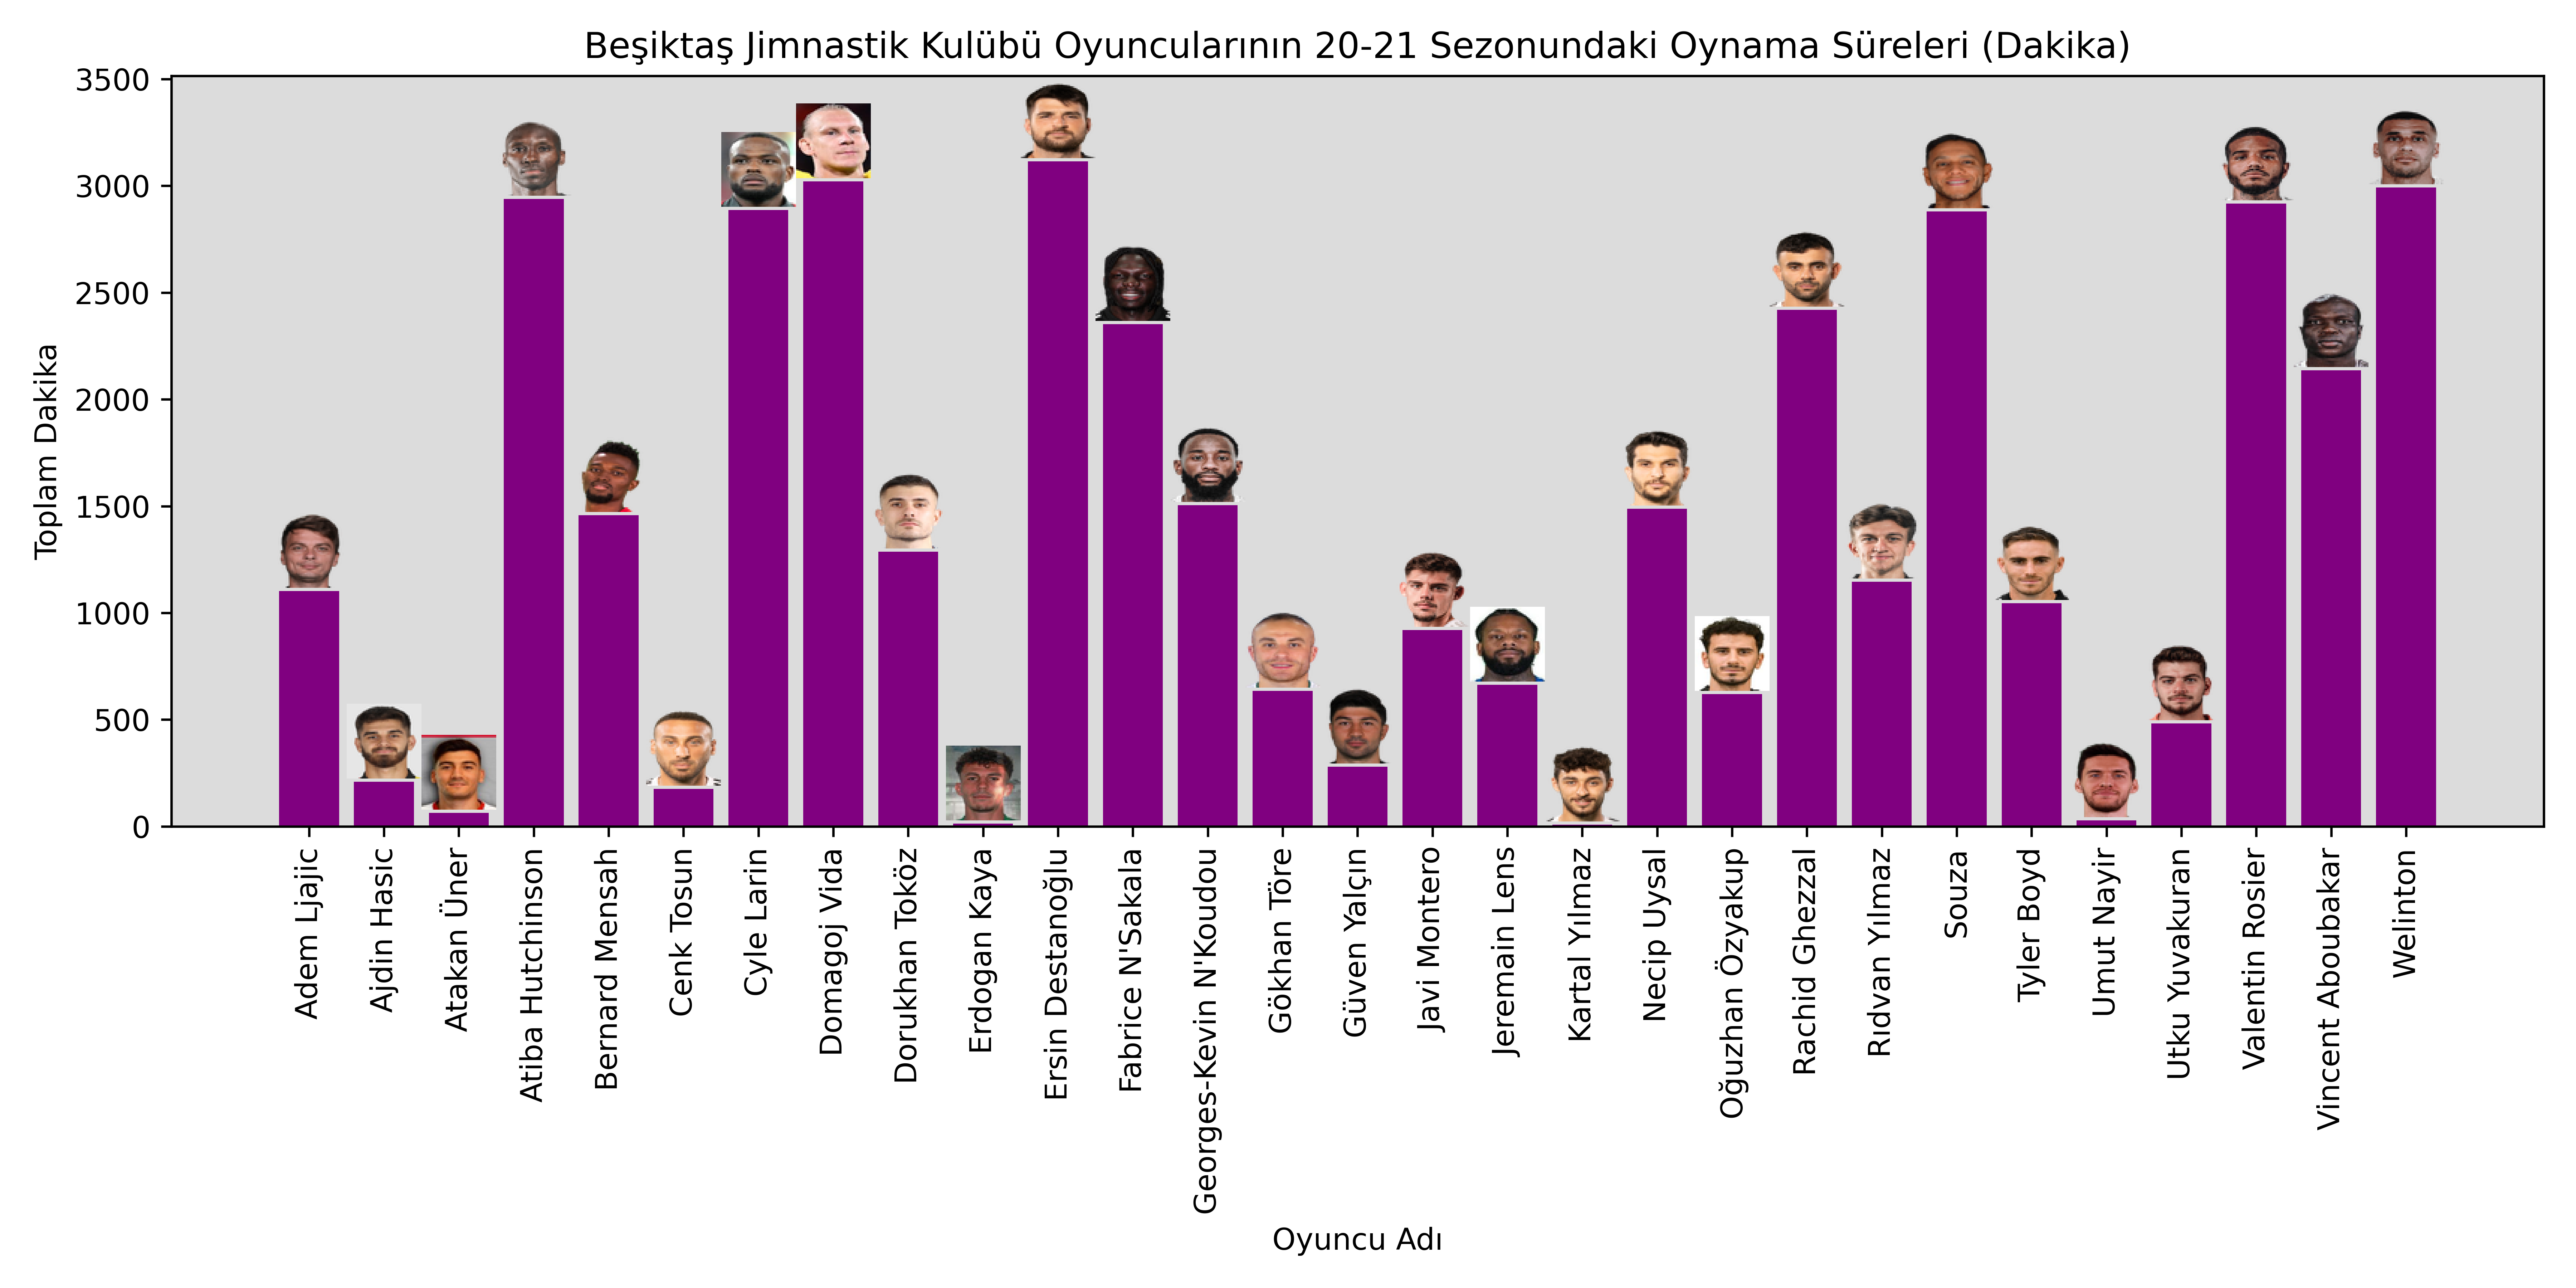 Beşiktaş Jimnastik Kulübü Oyuncularının 20-21 Sezonundaki Oynama Süreleri (Dakika)
Toplam Dakika
3500
3000
2500
2000
1500
1000
500
0
Adem Ljajic
Ajdin Hasic
Atakan Üner
Atiba Hutchinson
Bernard Mensah
Cenk Tosun
Cyle Larin
Domagoj Vida
Dorukhan Toköz
Erdogan Kaya
Ersin Destanoğlu
Fabrice N'Sakala
Georges-Kevin N'Koudou
Gökhan Töre
Güven Yalçın
Javi Montero
Jeremain Lens
Kartal Yılmaz
Necip Uysal
Oğuzhan Özyakup
Rachid Ghezzal
Rıdvan Yılmaz
Souza
Tyler Boyd
Umut Nayir
Utku Yuvakuran
Valentin Rosier
Vincent Aboubakar
Welinton
Oyuncu Adı